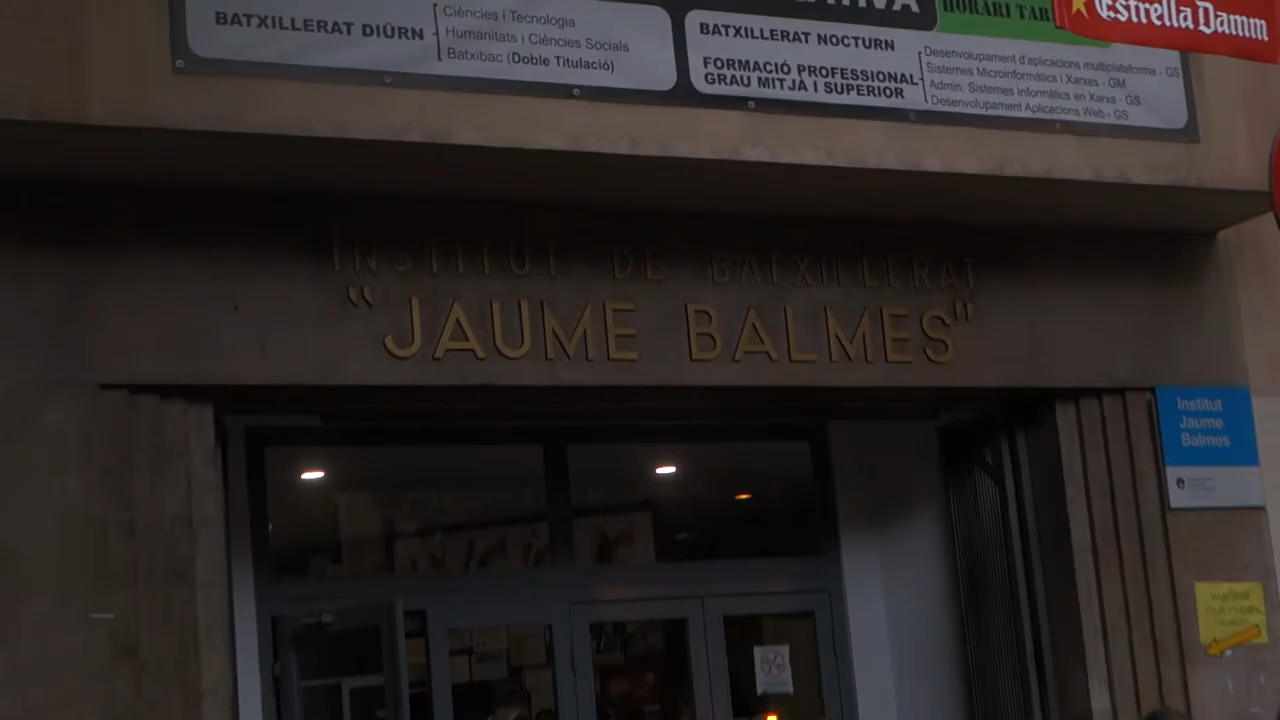 HORARI TAR
Estrella Damm
BATXILLERAT DIÜRN
Ciències i Tecnologia
Humanitats i Ciències Socials
Batxibac (Doble Titulació)
BATXILLERAT NOCTURN
FORMACIÓ PROFESSIONAL
GRAU MITJÀ I SUPERIOR
Desenvolupament d'aplicacions multiplataforma - GS
Sistemes Microinformàtics i Xarxes - GM
Admin. Sistemes Informàtics en Xarxa - GS
Desenvolupament Aplicacions Web - GS
INSTITUT DE BATXILLERAT
"JAUME BALMES"
Institut
Jaume
Balmes